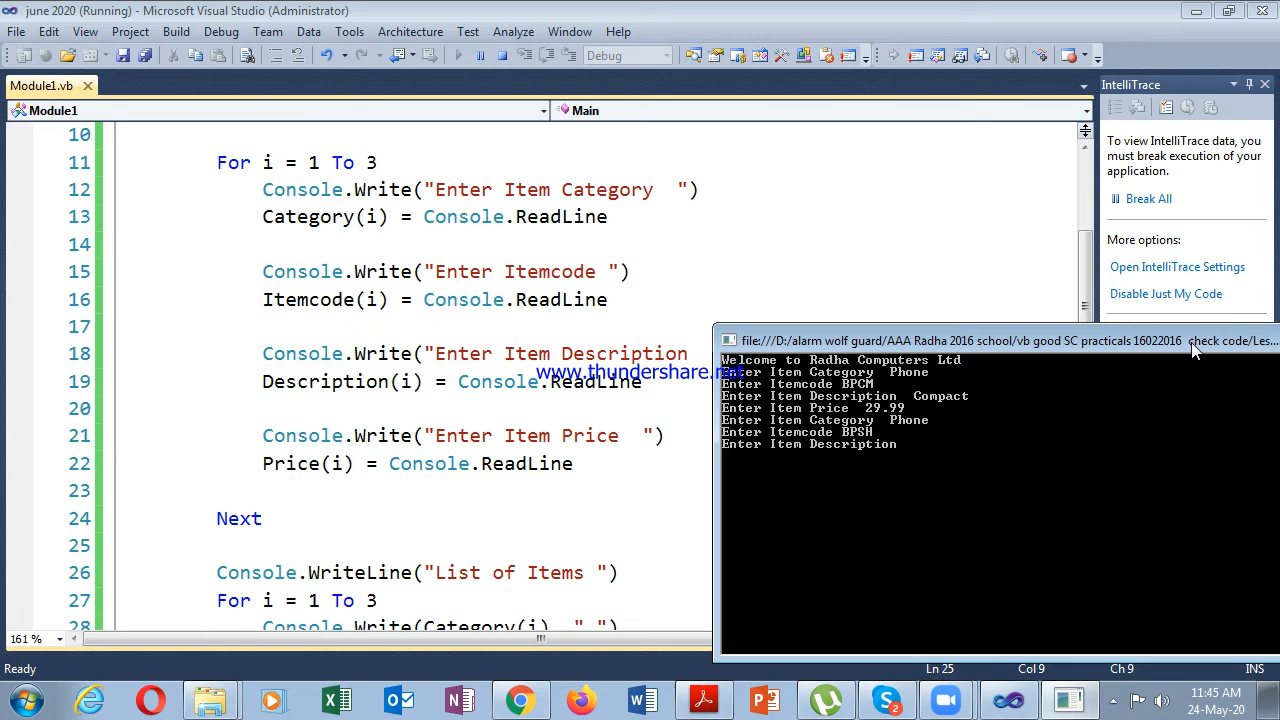 june 2020 (Running) - Microsoft Visual Studio (Administrator)
File Edit View Project Build Debug Team Data Tools Architecture Test Analyze Window Help
Debug
Module1.vb
Module1
Main
10
11 For i = 1 To 3
12 Console.Write("Enter Item Category  ")
13 Category(i) = Console.ReadLine
14
15 Console.Write("Enter Itemcode ")
16 Itemcode(i) = Console.ReadLine
17
18 Console.Write("Enter Item Description
19 Description(i) = Console.ReadLine
20
21 Console.Write("Enter Item Price  ")
22 Price(i) = Console.ReadLine
23
24 Next
25
26 Console.WriteLine("List of Items ")
27 For i = 1 To 3
28 Console.Write(Category(i) " ")
161 %
IntelliTrace
To view IntelliTrace data, you
must break execution of your
application.
Break All
More options:
Open IntelliTrace Settings
Disable Just My Code
www.thundershare.net
file:///D:/alarm wolf guard/AAA Radha 2016 school/vb good SC practicals 16022016 check code/Les...
Welcome to Radha Computers Ltd
Enter Item Category  Phone
Enter Itemcode BPCM
Enter Item Description  Compact
Enter Item Price  29.99
Enter Item Category  Phone
Enter Itemcode BPSH
Enter Item Description
Ready
Ln 25 Col 9 Ch 9 INS
11:45 AM
24-May-20